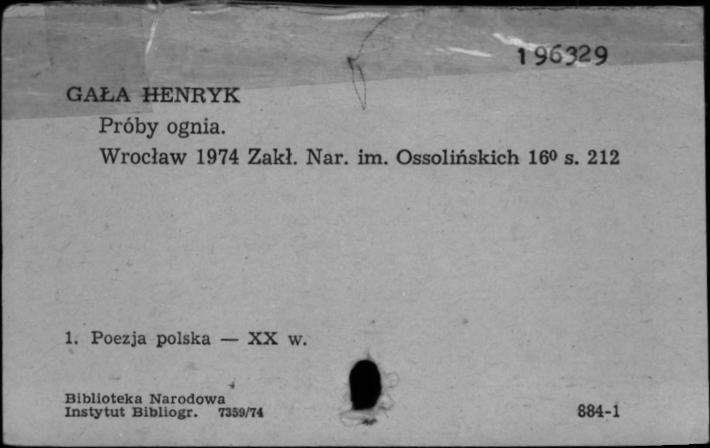 196329
GAŁA HENRYK
Próby ognia.
Wrocław 1974 Zakł. Nar. im. Ossolińskich 16⁰ s. 212
1. Poezja polska — XX w.
Biblioteka Narodowa
Instytut Bibliogr. 7359/74
884-1